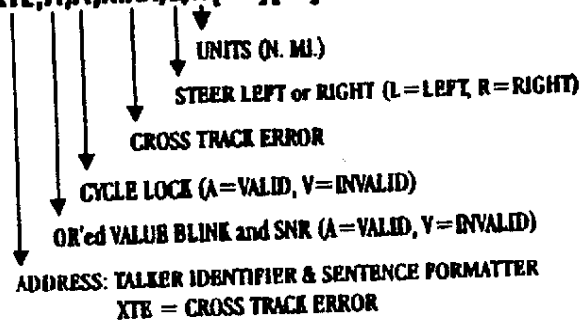 UNITS (N. MI.)
STEER LEFT or RIGHT (L=LEFT, R=RIGHT)
CROSS TRACK ERROR
CYCLE LOCK (A=VALID, V=INVALID)
OR'ed VALUE BLINK and SNR (A=VALID, V=INVALID)
ADDRESS: TALKER IDENTIFIER & SENTENCE FORMATTER
XTE = CROSS TRACK ERROR